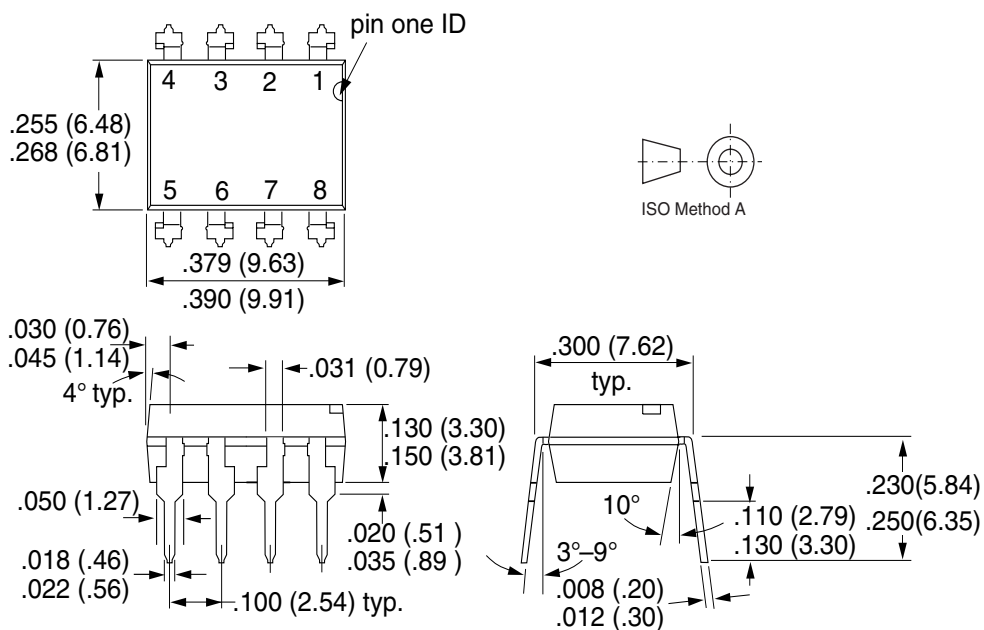 pin one ID
4 3 2 1
.255 (6.48)
.268 (6.81)
5 6 7 8
ISO Method A
.379 (9.63)
.390 (9.91)
.030 (0.76)
.045 (1.14)
4° typ.
.031 (0.79)
.300 (7.62)
typ.
.130 (3.30)
.150 (3.81)
.050 (1.27)
.020 (.51 )
.035 (.89 )
10°
.230(5.84
.250(6.35)
.110 (2.79)
.130 (3.30)
3°–9°
.018 (.46)
.022 (.56)
.100 (2.54) typ.
.008 (.20)
.012 (.30)